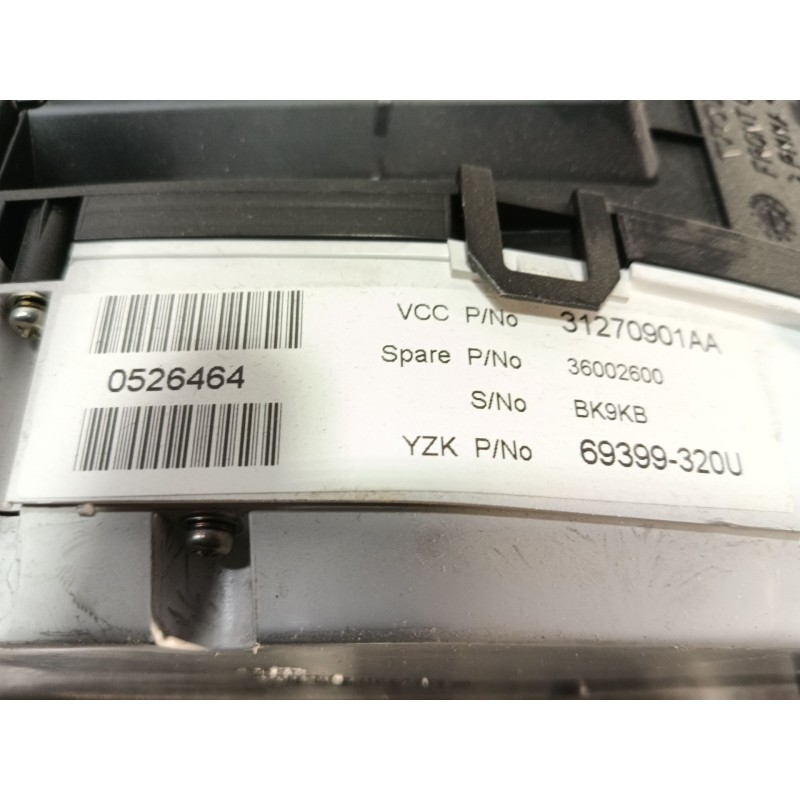 VCC P/No 31270901AA
Spare P/No 36002600
S/No BK9KB
YZK P/No 69399-320U
0526464